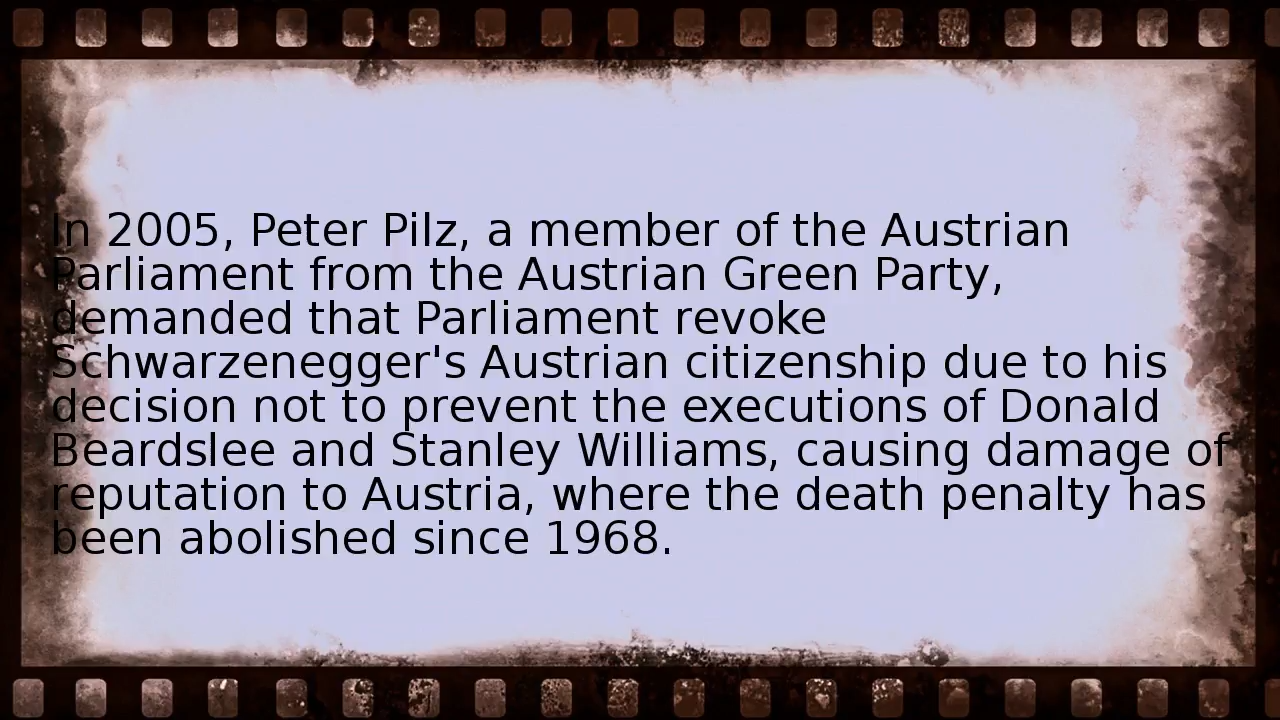 In 2005, Peter Pilz, a member of the Austrian
Parliament from the Austrian Green Party,
demanded that Parliament revoke
Schwarzenegger's Austrian citizenship due to his
decision not to prevent the executions of Donald
Beardslee and Stanley Williams, causing damage of
reputation to Austria, where the death penalty has
been abolished since 1968.